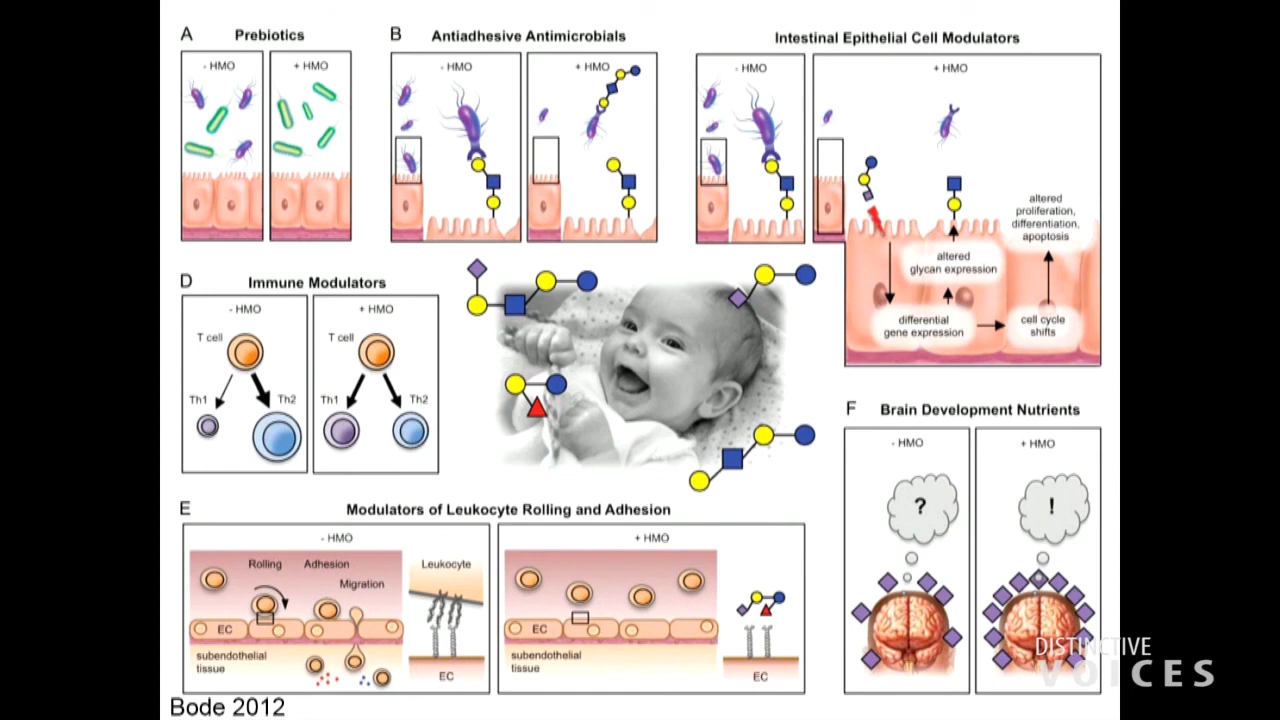 A Prebiotics
- HMO
+ HMO
B Antiadhesive Antimicrobials
- HMO
+ HMO
Intestinal Epithelial Cell Modulators
- HMO
+ HMO
altered
proliferation,
differentiation,
apoptosis
altered
glycan expression
differential
gene expression
cell cycle
shifts
D Immune Modulators
- HMO
T cell
Th1
Th2
+ HMO
T cell
Th1
Th2
E Modulators of Leukocyte Rolling and Adhesion
- HMO
Rolling
Adhesion
Migration
EC
subendothelial
tissue
Leukocyte
EC
+ HMO
EC
subendothelial
tissue
EC
F Brain Development Nutrients
- HMO
?
+ HMO
!
DISTINCTIVE
VOICES
Bode 2012